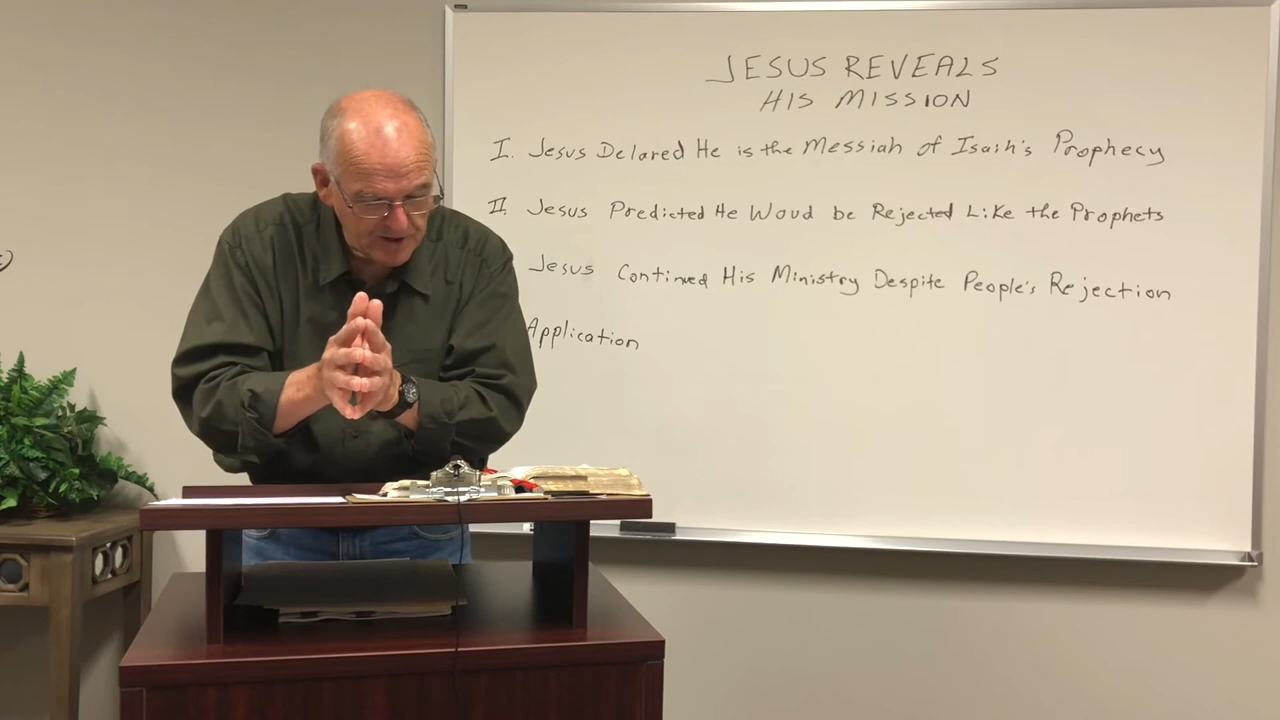 JESUS REVEALS
HIS MISSION
I. Jesus Delared He is the Messiah of Isaih's Prophecy
II. Jesus Predicted He Woud be Rejected Like the Prophets
Jesus Continued His Ministry Despite People's Rejection
Application